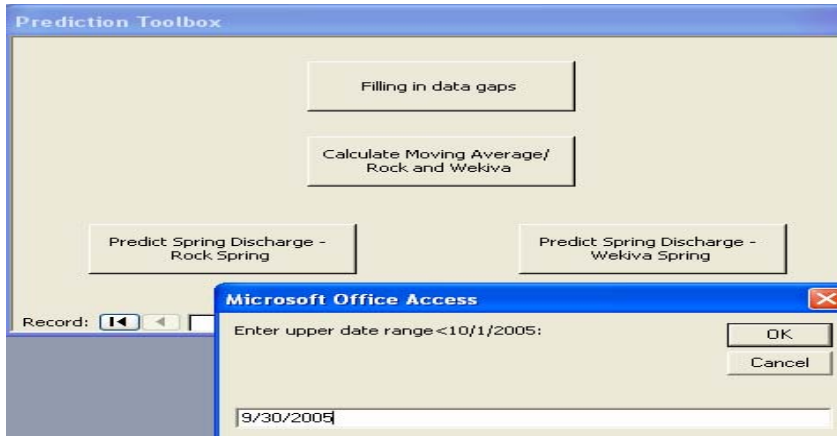 Prediction Toolbox
Filling in data gaps
Calculate Moving Average/
Rock and Wekiva
Predict Spring Discharge -
Rock Spring
Predict Spring Discharge -
Wekiva Spring
Record:
Microsoft Office Access
Enter upper date range<10/1/2005:
OK
Cancel
9/30/2005